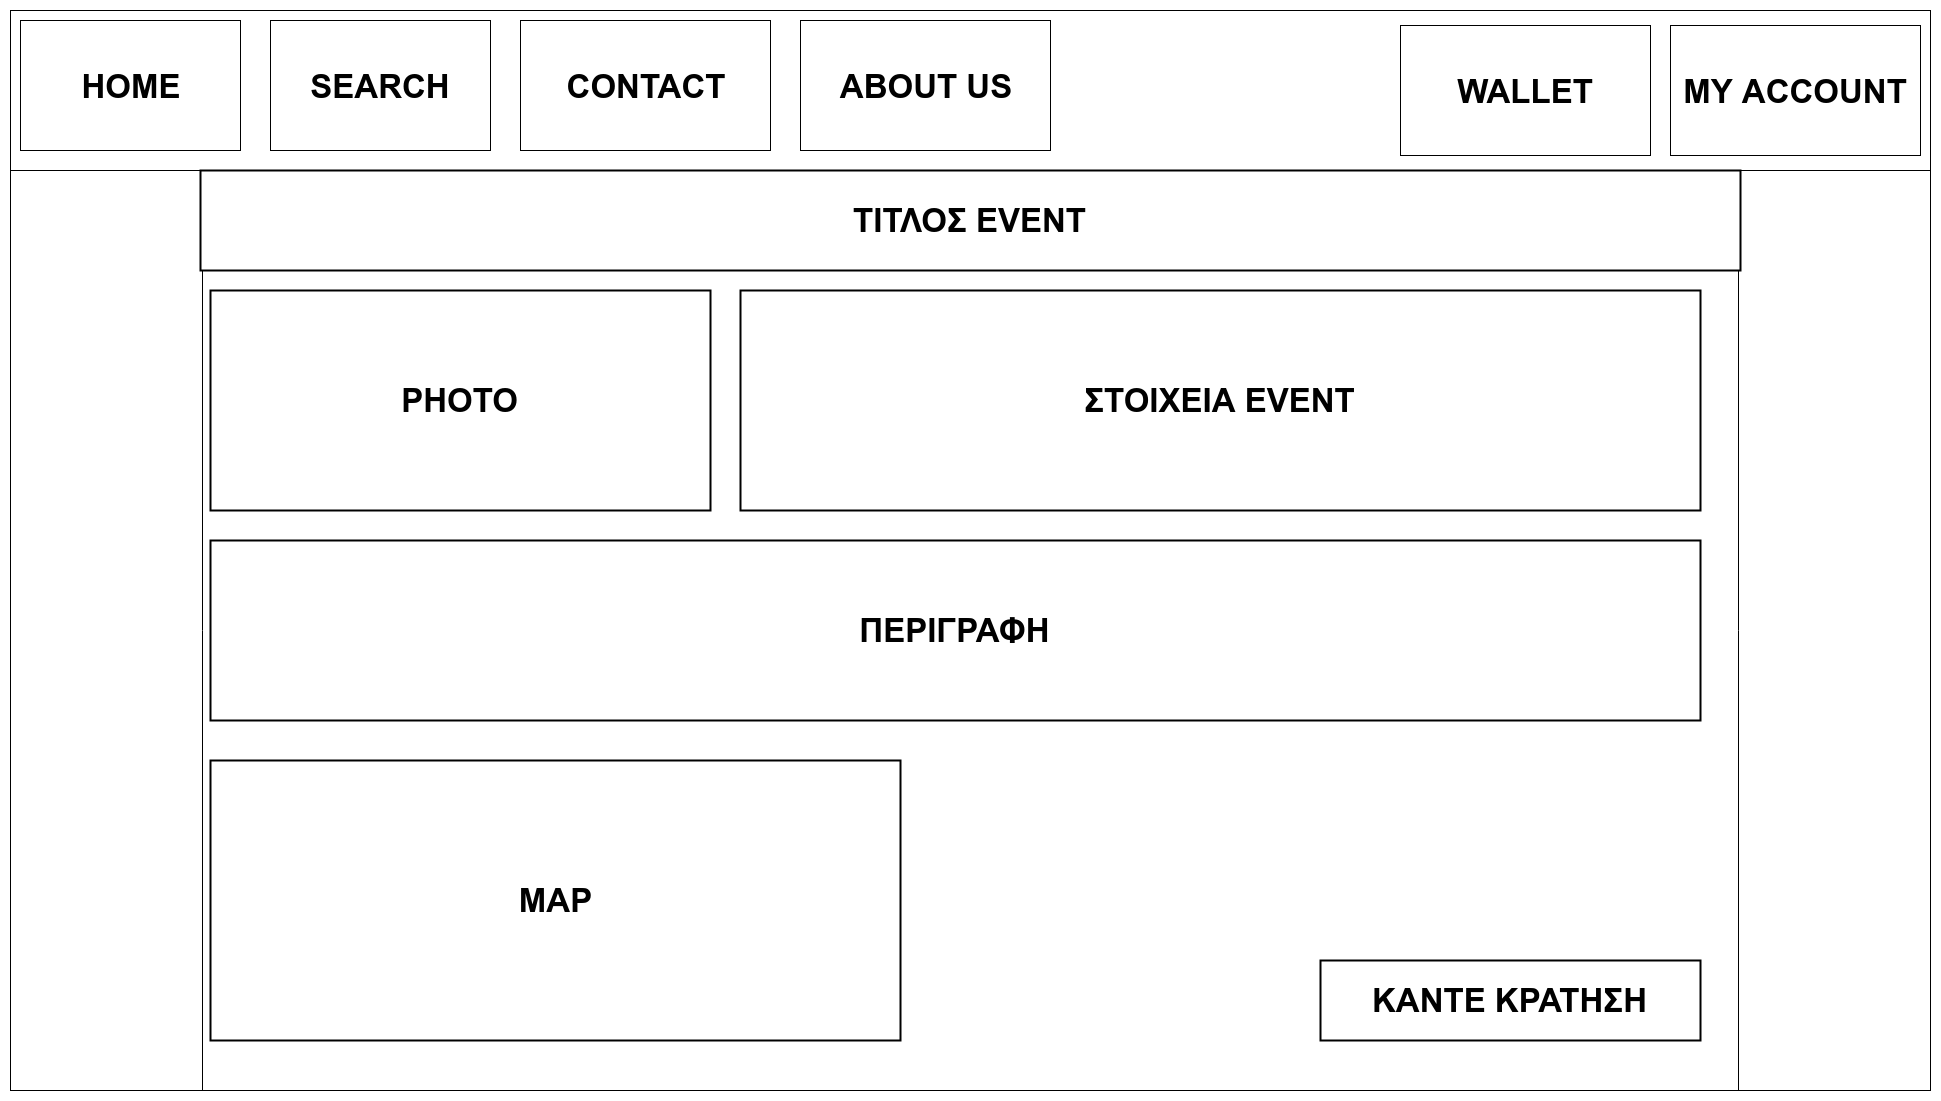 HOME
SEARCH
CONTACT
ABOUT US
WALLET
MY ACCOUNT
ΤΙΤΛΟΣ EVENT
PHOTO
ΣΤΟΙΧΕΙΑ EVENT
ΠΕΡΙΓΡΑΦΗ
MAP
ΚΑΝΤΕ ΚΡΑΤΗΣΗ